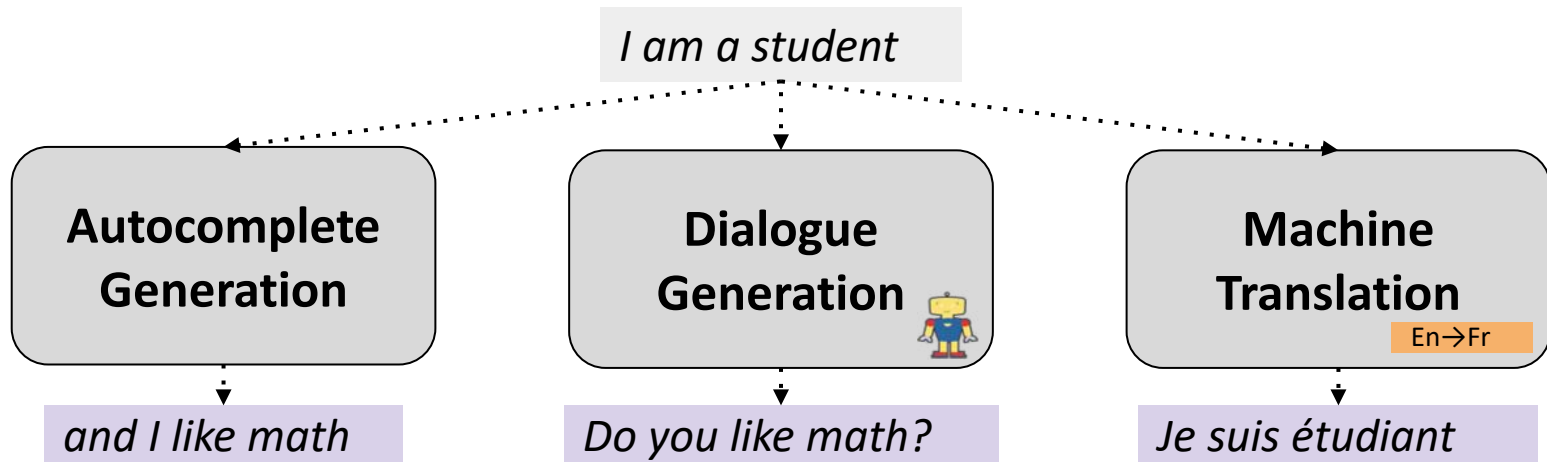 I am a student
Autocomplete
Generation
Dialogue
Generation
Machine
Translation
En→Fr
and I like math
Do you like math?
Je suis étudiant